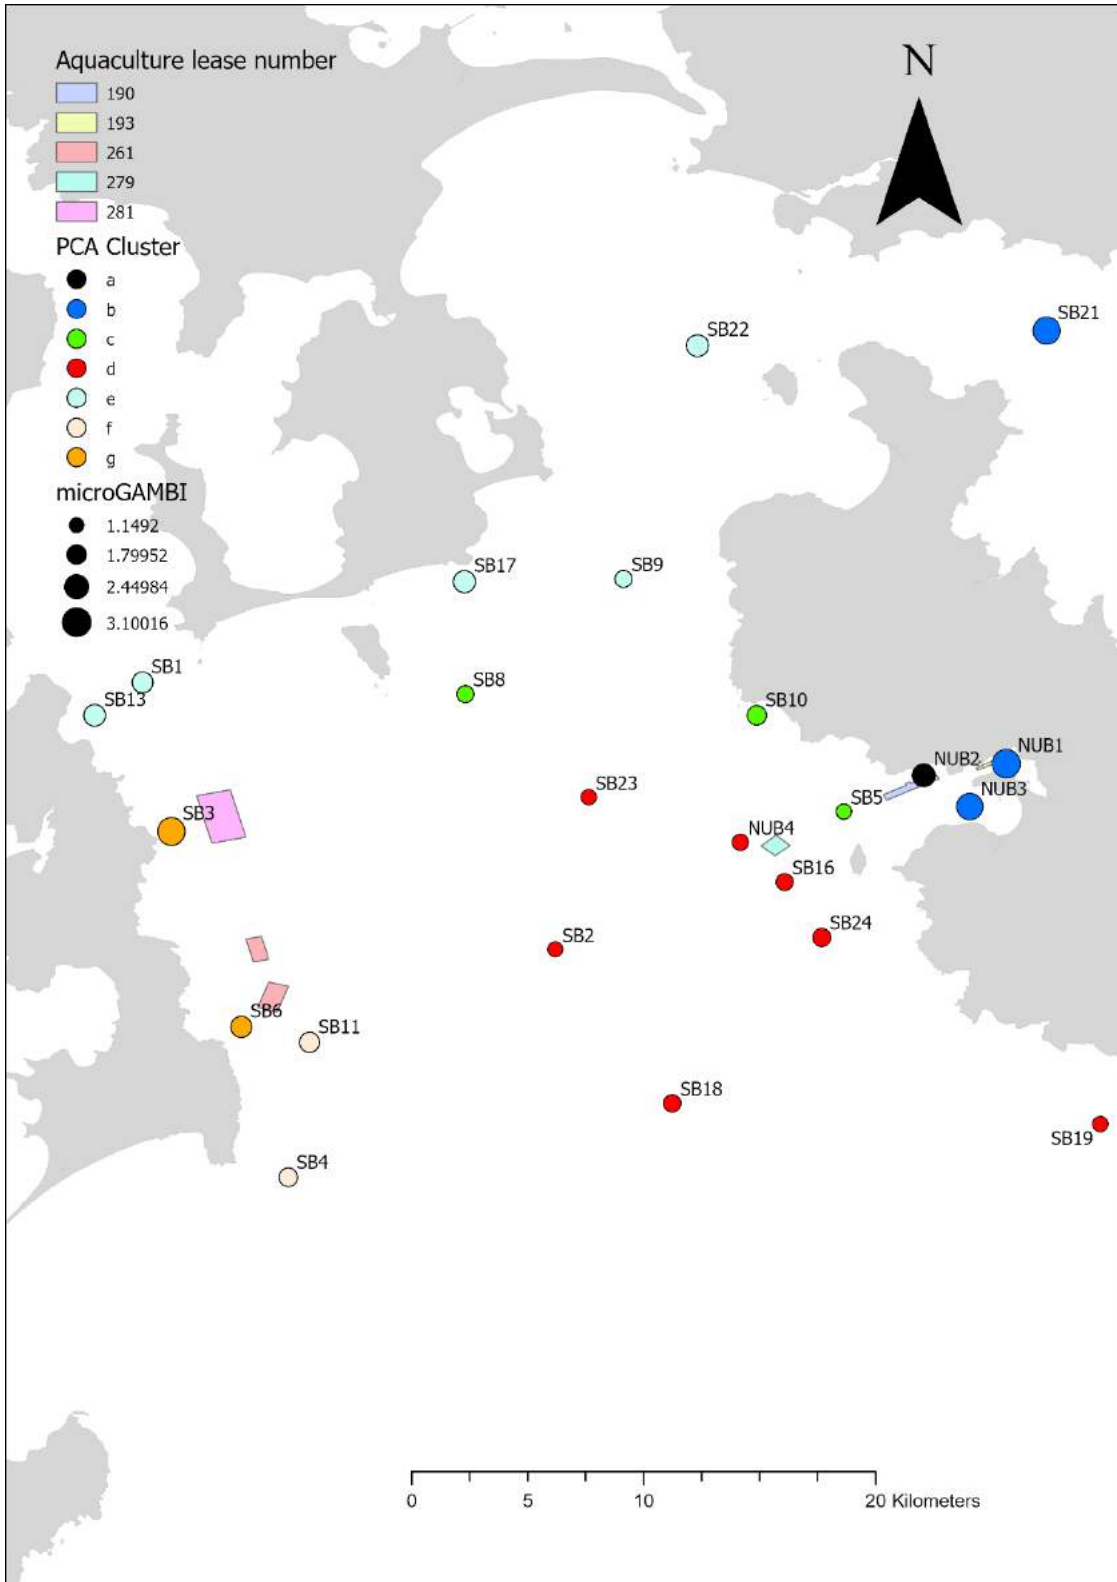 Aquaculture lease number
190
193
261
279
281
PCA Cluster
a
b
c
d
e
f
g
microGAMBI
1.1492
1.79952
2.44984
3.10016
N
SB21
SB22
SB17
SB9
SB1
SB8
SB13
SB10
NUB1
NUB2
SB23
NUB3
SB5
SB3
NUB4
SB16
SB24
SB2
SB6
SB11
SB18
SB19
SB4
0 5 10 20 Kilometers